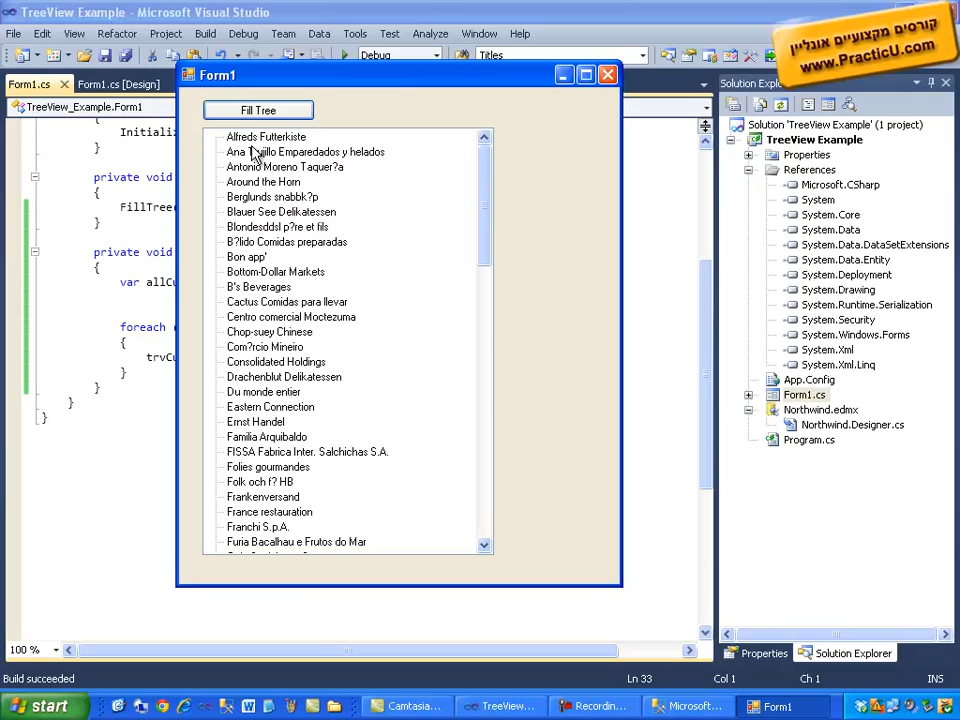 TreeView Example - Microsoft Visual Studio
קורסים מקצועיים אונליין
www.PracticU.com
File Edit View Refactor Project Build Debug Team Data Tools Test Analyze Window Help
Debug
Titles
Form1.cs
Form1.cs [Design]
TreeView_Example.Form1
{
}
private void
{
}
private void
{
foreach
{
}
}
}
}
Form1
Fill Tree
Alfreds Futterkiste
Antonio Moreno Taquer?a
Around the Horn
Berglunds snabbk?p
Blauer See Delikatessen
Blondesddsl p?re et fils
B?lido Comidas preparadas
Bon app'
Bottom-Dollar Markets
B's Beverages
Cactus Comidas para llevar
Centro comercial Moctezuma
Chop-suey Chinese
Com?rcio Mineiro
Consolidated Holdings
Drachenblut Delikatessen
Du monde entier
Eastern Connection
Ernst Handel
Familia Arquibaldo
FISSA Fabrica Inter. Salchichas S.A.
Folies gourmandes
Folk och f? HB
Frankenversand
France restauration
Franchi S.p.A.
Furia Bacalhau e Frutos do Mar
Solution Explorer
Solution 'TreeView Example' (1 project)
TreeView Example
Properties
References
Microsoft.CSharp
System
System.Core
System.Data
System.Data.DataSetExtensions
System.Data.Entity
System.Deployment
System.Drawing
System.Runtime.Serialization
System.Security
System.Windows.Forms
System.Xml
System.Xml.Linq
App.Config
Form1.cs
Northwind.edmx
Northwind.Designer.cs
Program.cs
100 %
Properties
Solution Explorer
Build succeeded
Ln 33 Col 1 Ch 1 INS
start
Camtasia...
TreeView...
Recordin...
Microsoft...
Form1